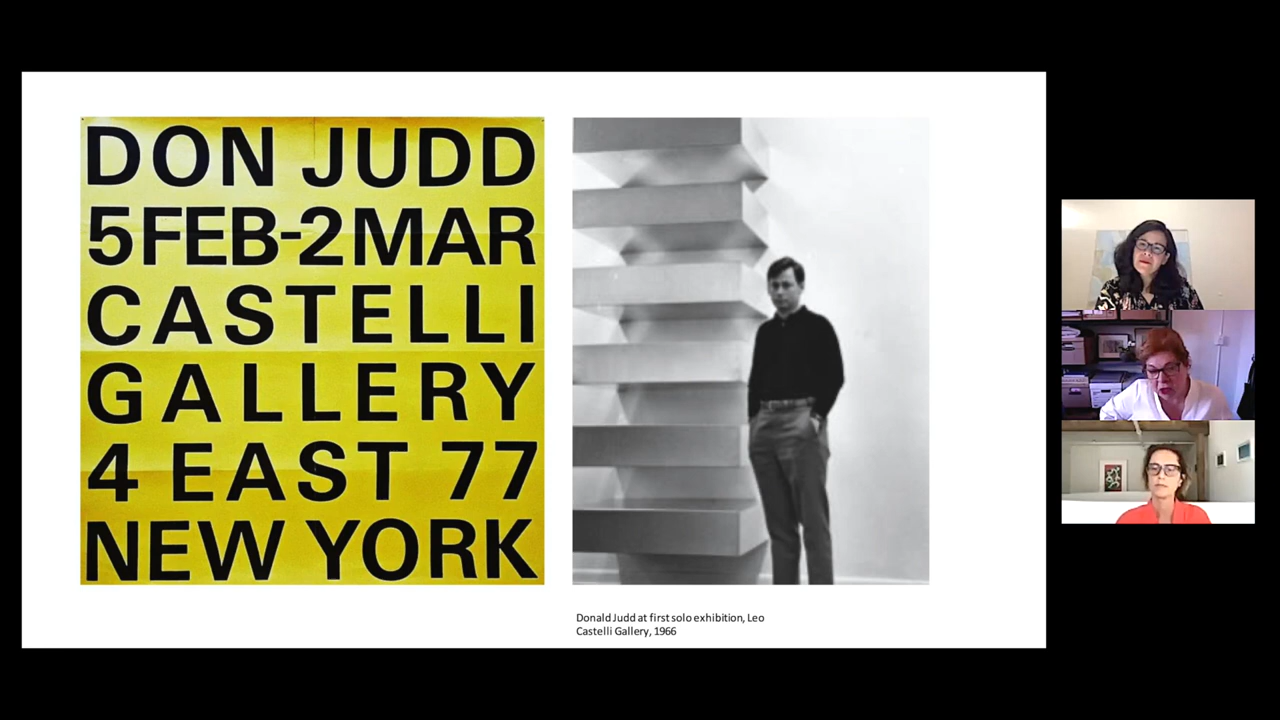 DON JUDD
5FEB-2MAR
CASTELLI
GALLERY
4 EAST 77
NEW YORK
Donald Judd at first solo exhibition, Leo
Castelli Gallery, 1966